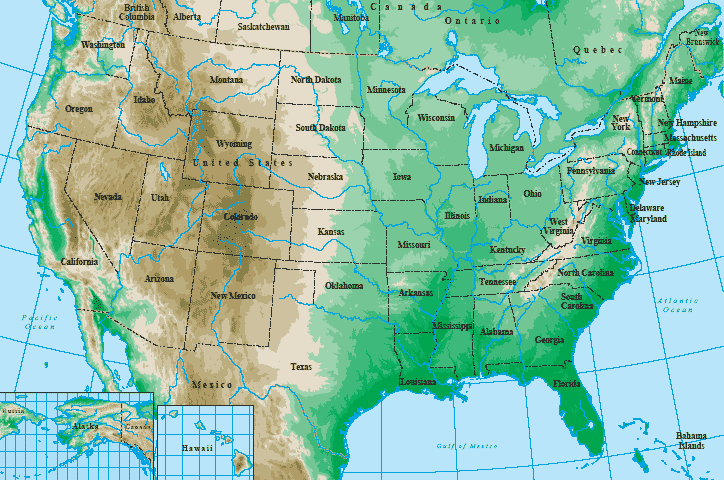 British
Columbia
Alberta
Saskatchewan
Manitoba
Canada
Ontario
Quebec
New
Brunswick
Washington
Montana
North Dakota
Minnesota
Maine
Oregon
Idaho
Wyoming
South Dakota
Wisconsin
Michigan
Vermont
New
York
New Hampshire
Massachusetts
Connecticut
Rhode Island
United States
Nebraska
Iowa
Pennsylvania
New Jersey
Nevada
Utah
Colorado
Kansas
Illinois
Indiana
Ohio
West
Virginia
Delaware
Maryland
Virginia
Missouri
Kentucky
California
Arizona
New Mexico
Oklahoma
Arkansas
Tennessee
North Carolina
South
Carolina
Pacific
Ocean
Atlantic
Ocean
Mississippi
Alabama
Georgia
Texas
Louisiana
Florida
Mexico
Russia
Alaska
Canada
Hawaii
Gulf of Mexico
Bahama
Islands